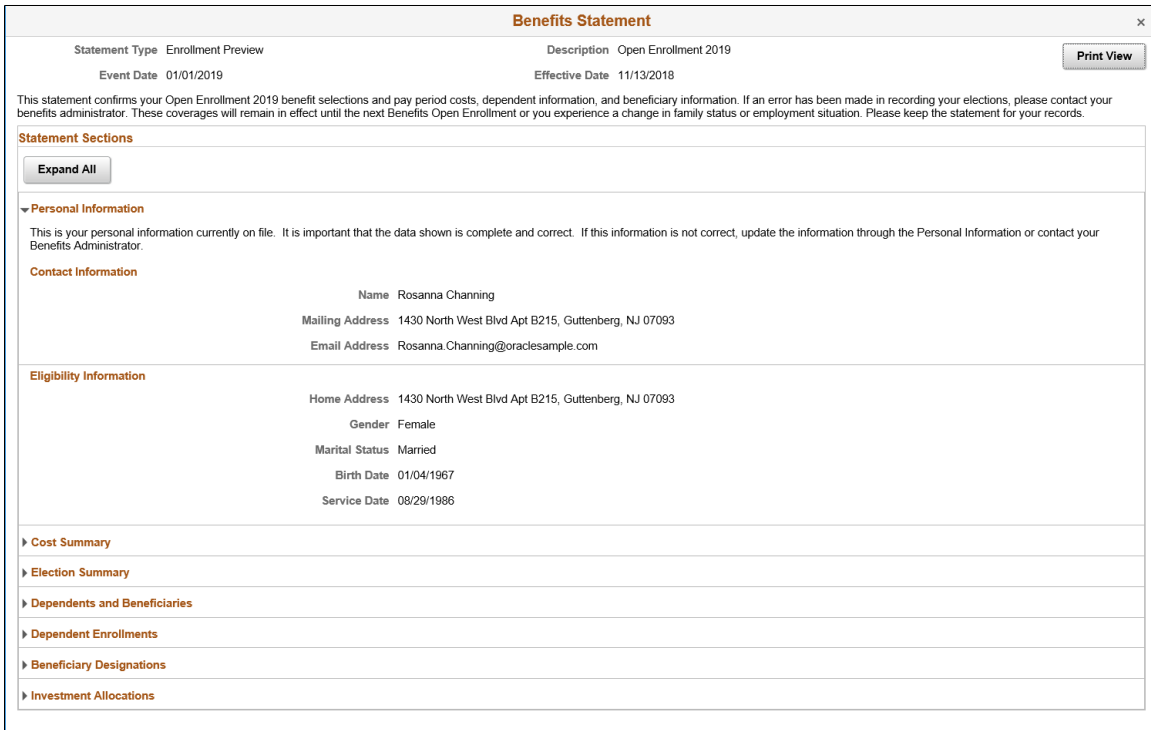 Benefits Statement
×
Statement Type Enrollment Preview Description Open Enrollment 2019
Print View
Event Date 01/01/2019 Effective Date 11/13/2018
This statement confirms your Open Enrollment 2019 benefit selections and pay period costs, dependent information, and beneficiary information. If an error has been made in recording your elections, please contact your
benefits administrator. These coverages will remain in effect until the next Benefits Open Enrollment or you experience a change in family status or employment situation. Please keep the statement for your records.
Statement Sections
Expand All
Personal Information
This is your personal information currently on file. It is important that the data shown is complete and correct. If this information is not correct, update the information through the Personal Information or contact your
Benefits Administrator.
Contact Information
Name Rosanna Channing
Mailing Address 1430 North West Blvd Apt B215, Guttenberg, NJ 07093
Email Address Rosanna.Channing@oraclesample.com
Eligibility Information
Home Address 1430 North West Blvd Apt B215, Guttenberg, NJ 07093
Gender Female
Marital Status Married
Birth Date 01/04/1967
Service Date 08/29/1986
Cost Summary
Election Summary
Dependents and Beneficiaries
Dependent Enrollments
Beneficiary Designations
Investment Allocations